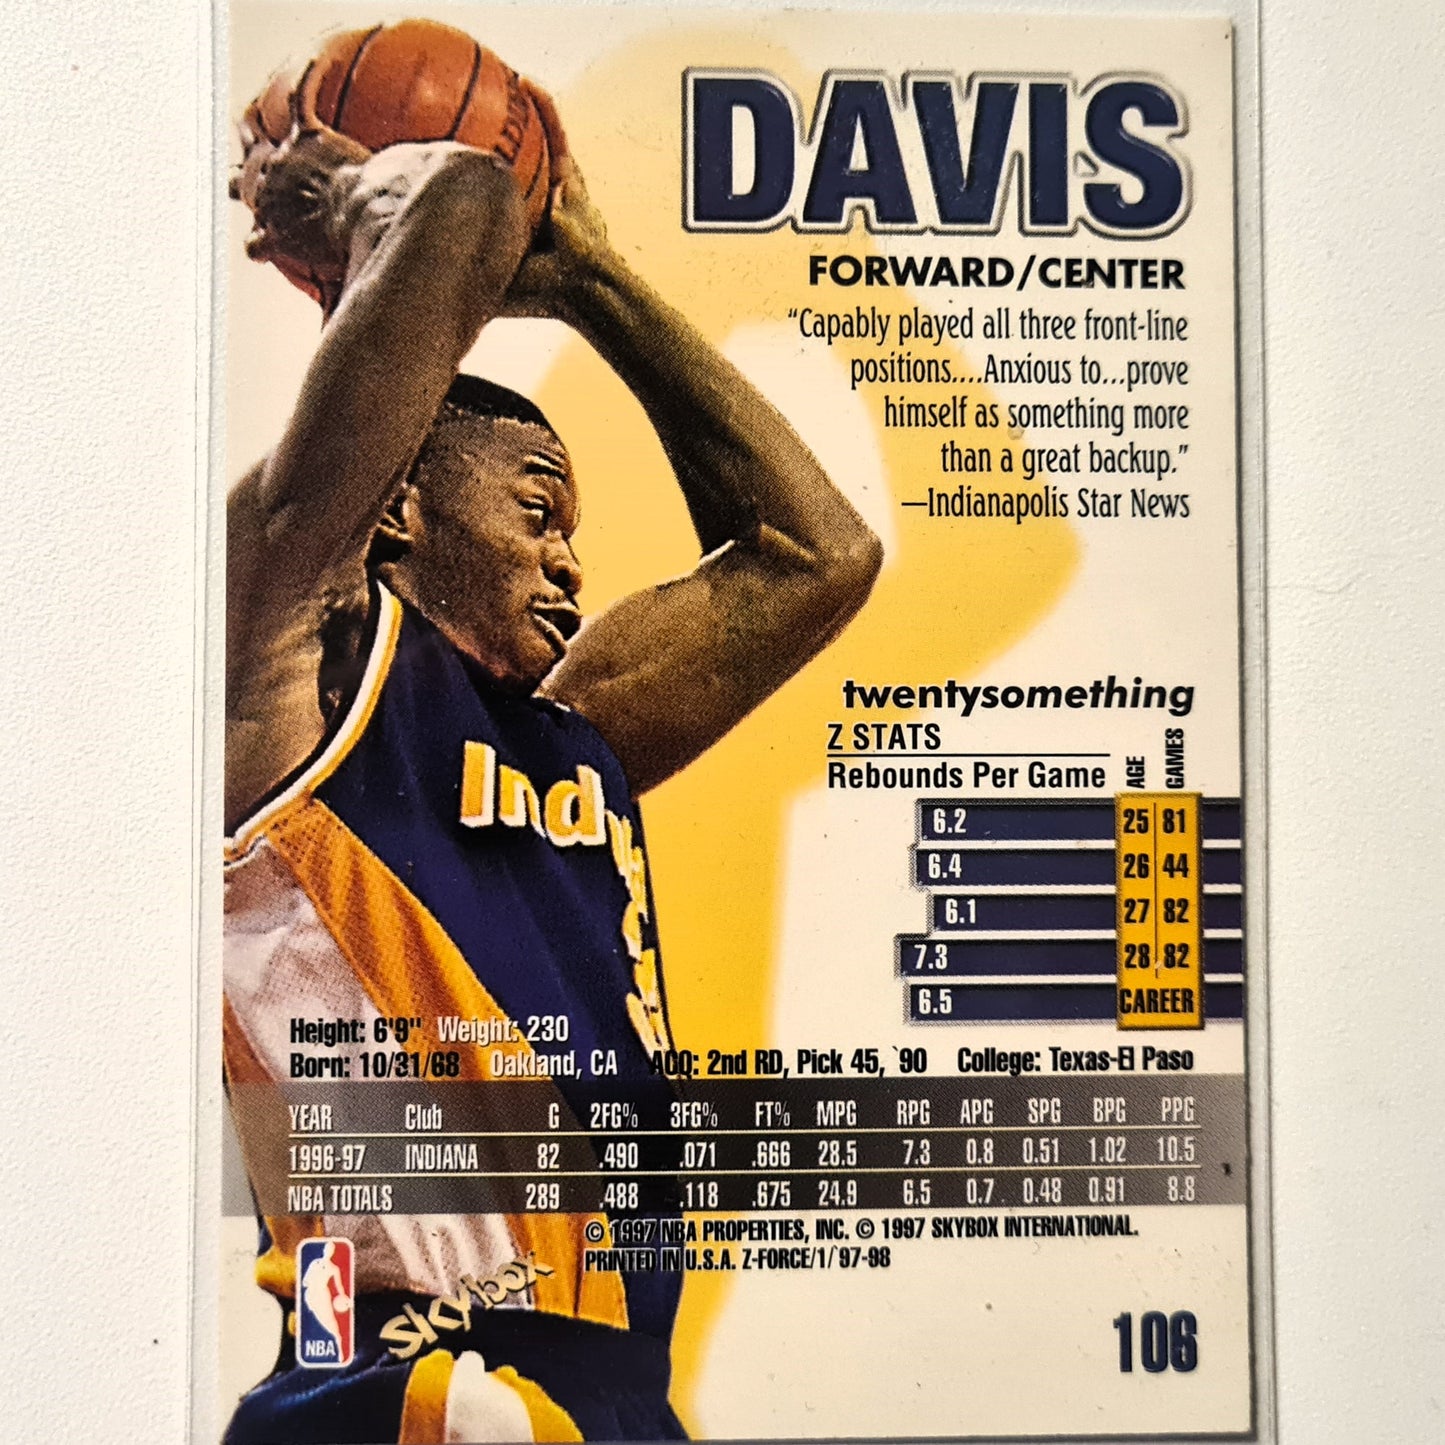 DAVIS
FORWARD/CENTER
“Capably played all three front-line
positions....Anxious to...prove
himself as something more
than a great backup.”
—Indianapolis Star News
twentysomething
Z STATS
Rebounds Per Game AGE GAMES
6.2 25 81
6.4 26 44
6.1 27 82
7.3 28 82
6.5 CAREER
Indiana
Height: 6'9" Weight: 230
Born: 10/31/68 Oakland, CA ACQ: 2nd RD, Pick 45, `90 College: Texas-El Paso
YEAR Club G 2FG% 3FG% FT% MPG RPG APG SPG BPG PPG
1996-97 INDIANA 82 .490 .071 .666 28.5 7.3 0.8 0.51 1.02 10.5
NBA TOTALS 289 .488 .118 .675 24.9 6.5 0.7 0.48 0.91 8.8
© 1997 NBA PROPERTIES, INC. © 1997 SKYBOX INTERNATIONAL.
PRINTED IN U.S.A. Z-FORCE/1/`97-98
skybox
NBA
106